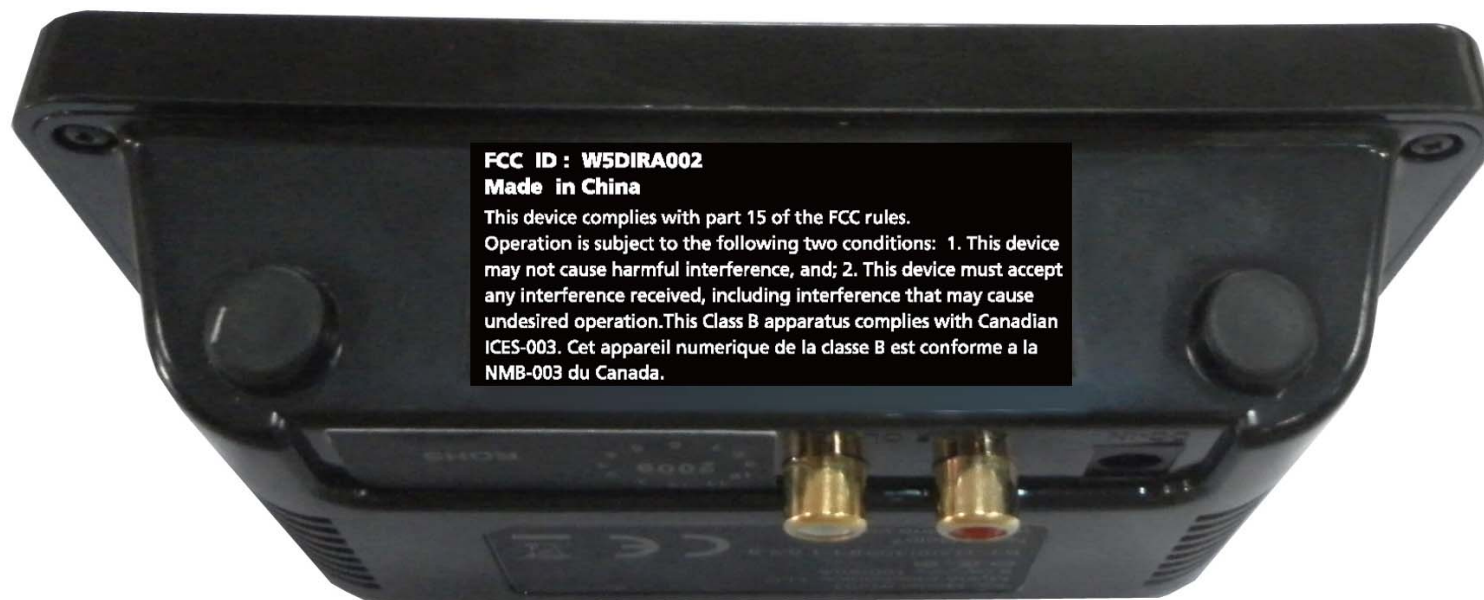 FCC ID : W5DIRA002
Made in China
This device complies with part 15 of the FCC rules.
Operation is subject to the following two conditions: 1. This device
may not cause harmful interference, and; 2. This device must accept
any interference received, including interference that may cause
undesired operation.This Class B apparatus complies with Canadian
ICES-003. Cet appareil numerique de la classe B est conforme a la
NMB-003 du Canada.
ROHS
2009
CE